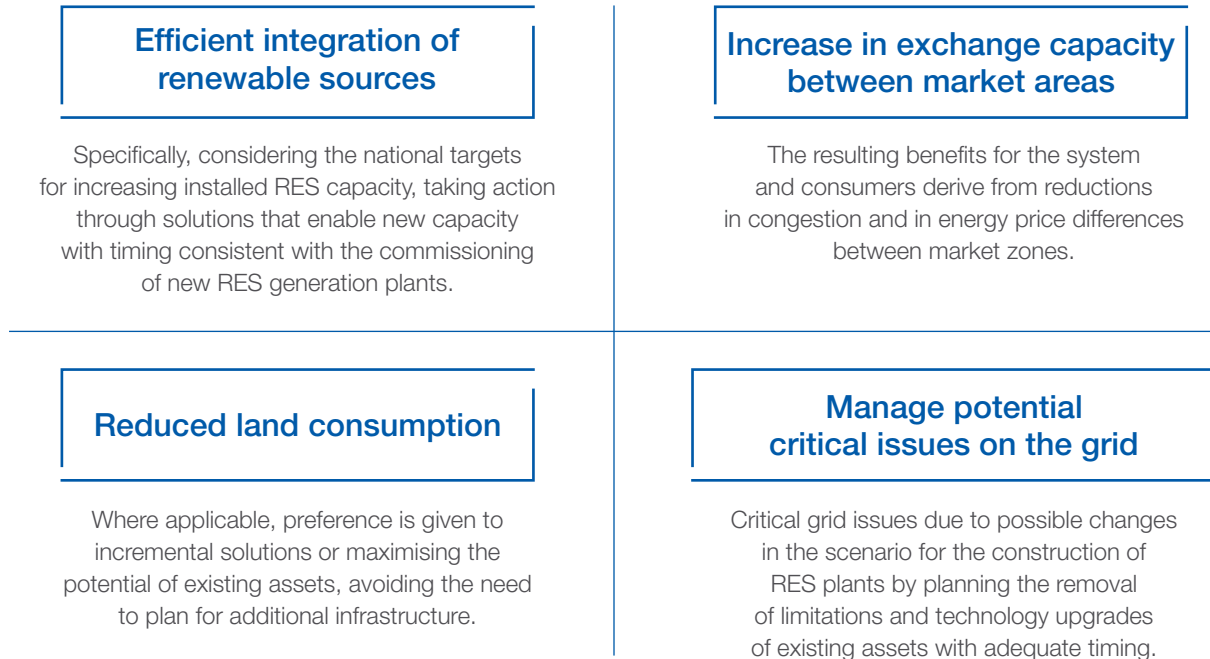 Efficient integration of
renewable sources
Specifically, considering the national targets
for increasing installed RES capacity, taking action
through solutions that enable new capacity
with timing consistent with the commissioning
of new RES generation plants.
Increase in exchange capacity
between market areas
The resulting benefits for the system
and consumers derive from reductions
in congestion and in energy price differences
between market zones.
Reduced land consumption
Where applicable, preference is given to
incremental solutions or maximising the
potential of existing assets, avoiding the need
to plan for additional infrastructure.
Manage potential
critical issues on the grid
Critical grid issues due to possible changes
in the scenario for the construction of
RES plants by planning the removal
of limitations and technology upgrades
of existing assets with adequate timing.